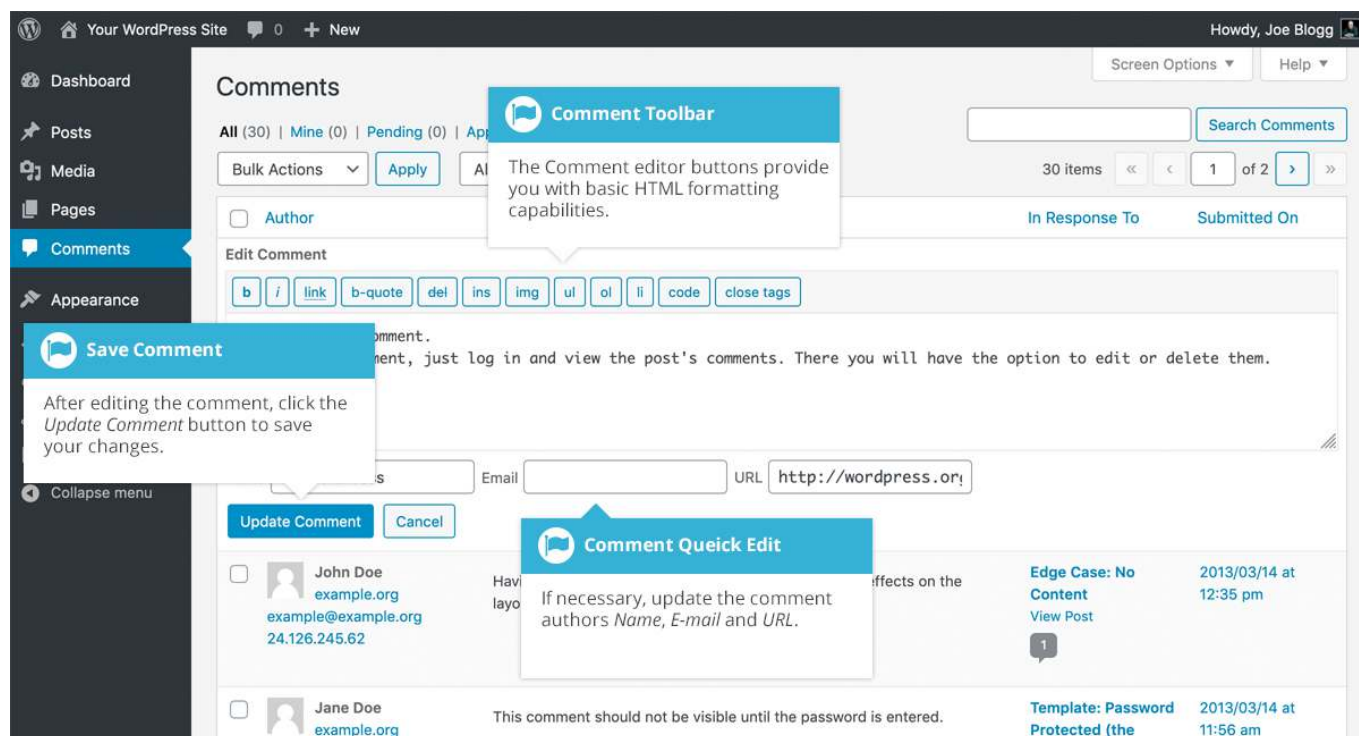 Your WordPress Site 0 + New Howdy, Joe Blogg
Screen Options ▼ Help ▼
Dashboard
Posts
Media
Pages
Comments
Appearance
Collapse menu
Comments
All (30) | Mine (0) | Pending (0) |
Search Comments
Bulk Actions Apply
30 items « ‹ 1 of 2 › »
Comment Toolbar
The Comment editor buttons provide
you with basic HTML formatting
capabilities.
Author In Response To Submitted On
Edit Comment
b i link b-quote del ins img ul ol li code close tags
just log in and view the post's comments. There you will have the option to edit or delete them.
Save Comment
After editing the comment, click the
Update Comment button to save
your changes.
Email URL http://wordpress.org
Update Comment Cancel
Comment Queick Edit
If necessary, update the comment
authors Name, E-mail and URL.
John Doe
example.org
example@example.org
24.126.245.62
on the
Edge Case: No
Content
View Post
1
2013/03/14 at
12:35 pm
Jane Doe
example.org
This comment should not be visible until the password is entered.
Template: Password
Protected (the
2013/03/14 at
11:56 am